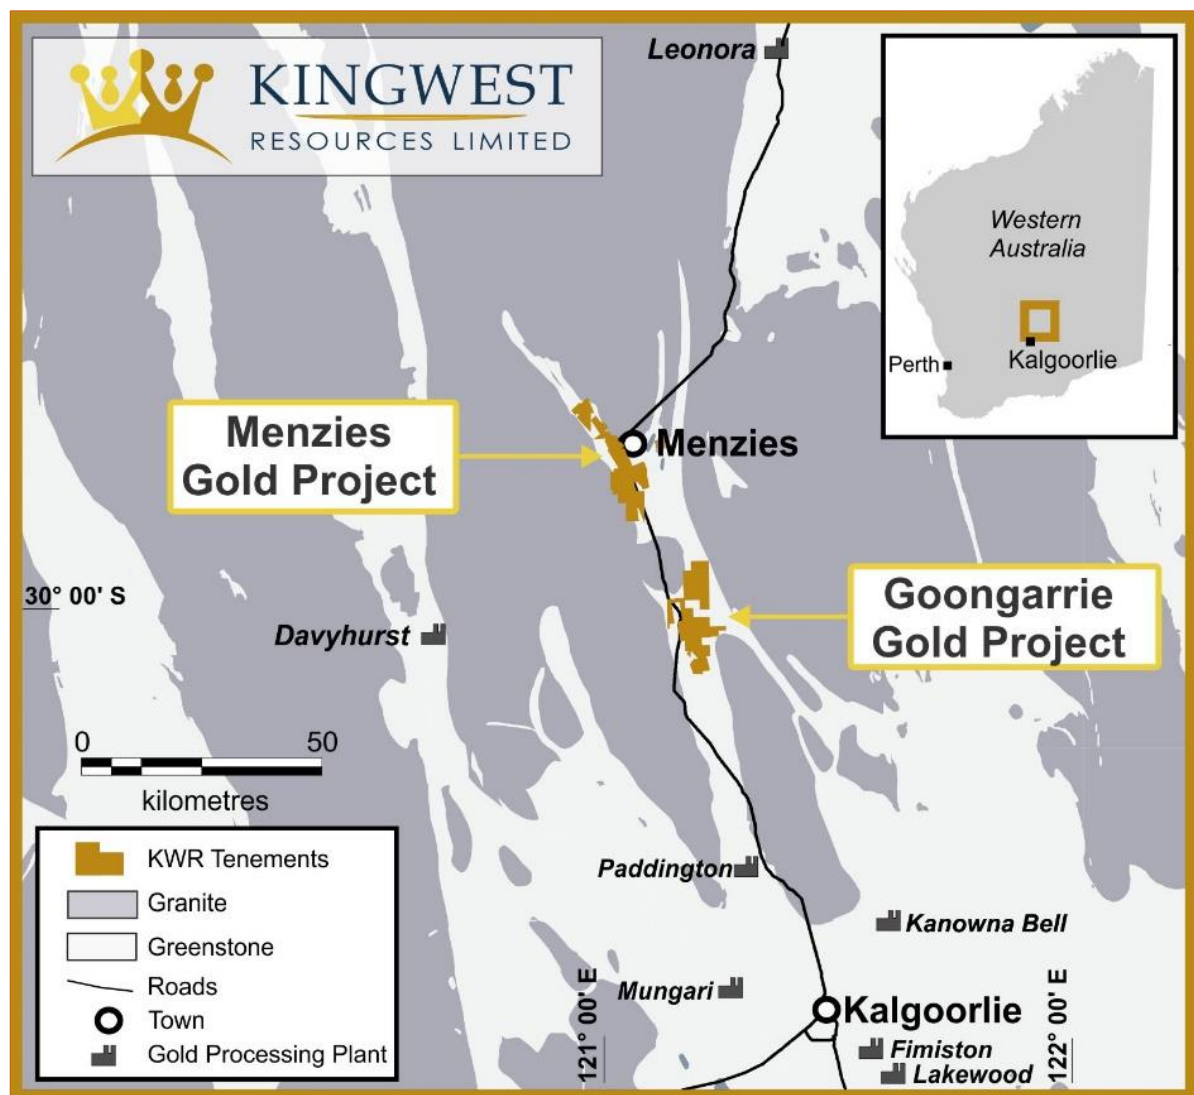 KINGWEST
RESOURCES LIMITED
Leonora
Western
Australia
Perth
Kalgoorlie
Menzies
Gold Project
Menzies
30° 00' S
Davyhurst
Goongarrie
Gold Project
0 50
kilometres
Paddington
Kanowna Bell
Mungari
Kalgoorlie
Fimiston
Lakewood
121° 00' E
122° 00' E
KWR Tenements
Granite
Greenstone
Roads
Town
Gold Processing Plant